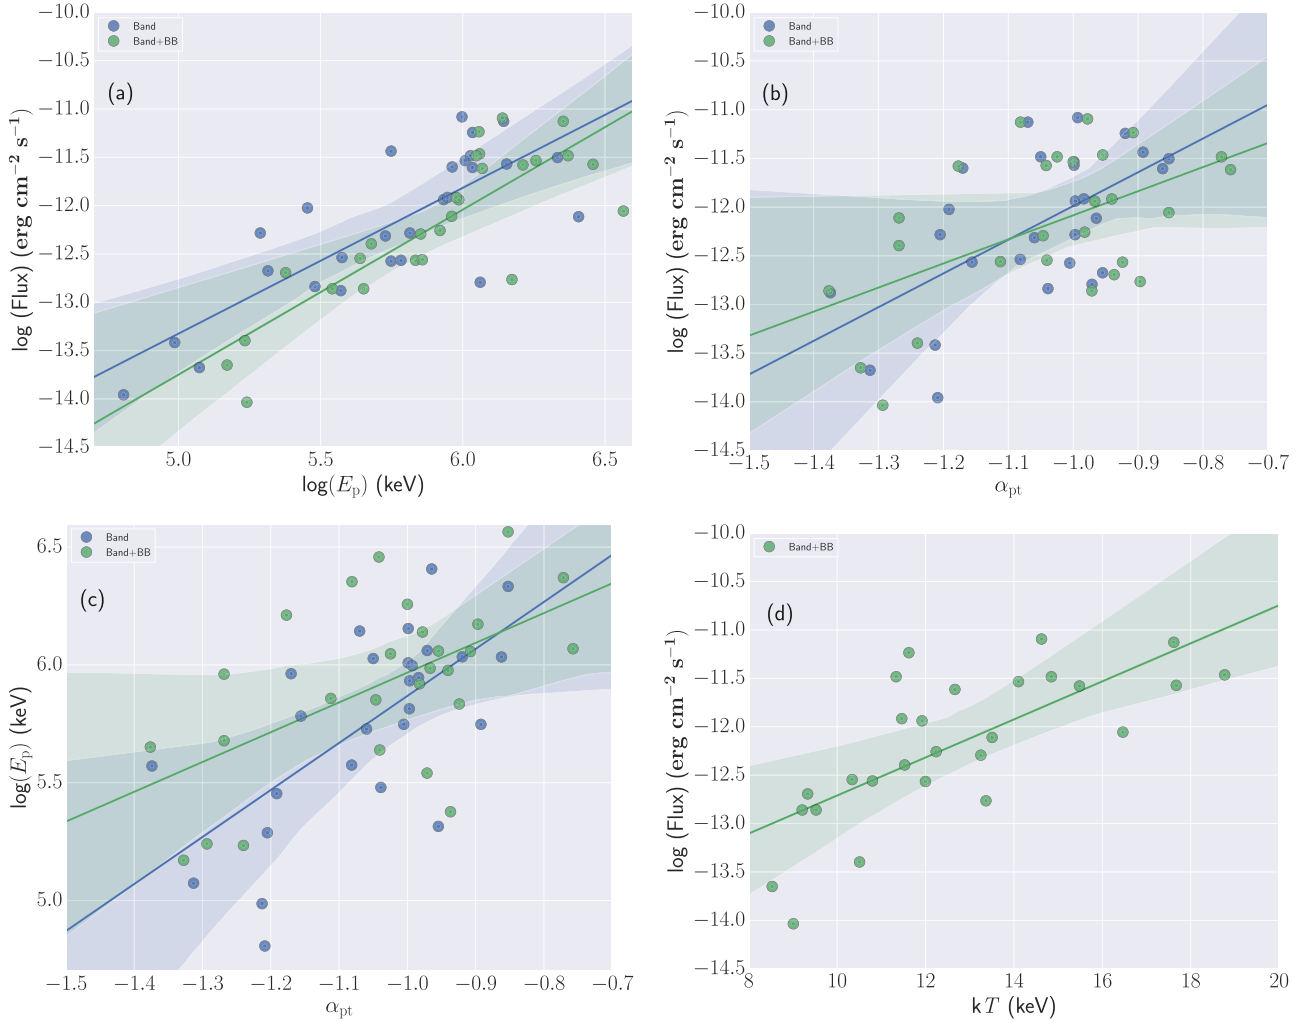 Band
Band+BB
(a)
−10.0
−10.5
−11.0
−11.5
−12.0
−12.5
−13.0
−13.5
−14.0
−14.5
log (Flux) (erg cm⁻² s⁻¹)
5.0 5.5 6.0 6.5
log(Eₚ) (keV)
Band
Band+BB
(b)
−10.0
−10.5
−11.0
−11.5
−12.0
−12.5
−13.0
−13.5
−14.0
−14.5
log (Flux) (erg cm⁻² s⁻¹)
−1.5 −1.4 −1.3 −1.2 −1.1 −1.0 −0.9 −0.8 −0.7
α_pt
Band
Band+BB
(c)
6.5
6.0
5.5
5.0
log(Eₚ) (keV)
−1.5 −1.4 −1.3 −1.2 −1.1 −1.0 −0.9 −0.8 −0.7
α_pt
Band+BB
(d)
−10.0
−10.5
−11.0
−11.5
−12.0
−12.5
−13.0
−13.5
−14.0
−14.5
log (Flux) (erg cm⁻² s⁻¹)
8 10 12 14 16 18 20
kT (keV)